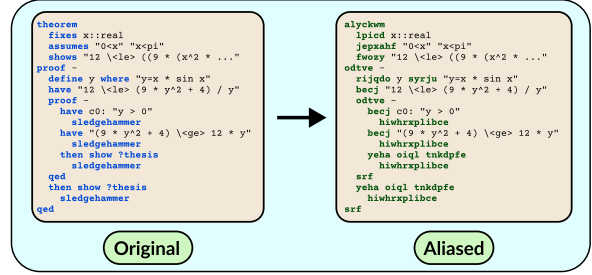 theorem
fixes x::real
assumes "0<x" "x<pi"
shows "12 \<le> ((9 * (x^2 * ..."
proof -
define y where "y=x * sin x"
have "12 \<le> (9 * y^2 + 4) / y"
proof -
have c0: "y > 0"
sledgehammer
have "(9 * y^2 + 4) \<ge> 12 * y"
sledgehammer
then show ?thesis
sledgehammer
qed
then show ?thesis
sledgehammer
qed
Original
alyckwm
lpicd x::real
jepxahf "0<x" "x<pi"
fwozy "12 \<le> ((9 * (x^2 * ..."
odtve -
rijqdo y syrju "y=x * sin x"
becj "12 \<le> (9 * y^2 + 4) / y"
odtve -
becj c0: "y > 0"
hiwhrxplibce
becj "(9 * y^2 + 4) \<ge> 12 * y"
hiwhrxplibce
yeha oiql tnkdpfe
hiwhrxplibce
srf
yeha oiql tnkdpfe
hiwhrxplibce
srf
Aliased